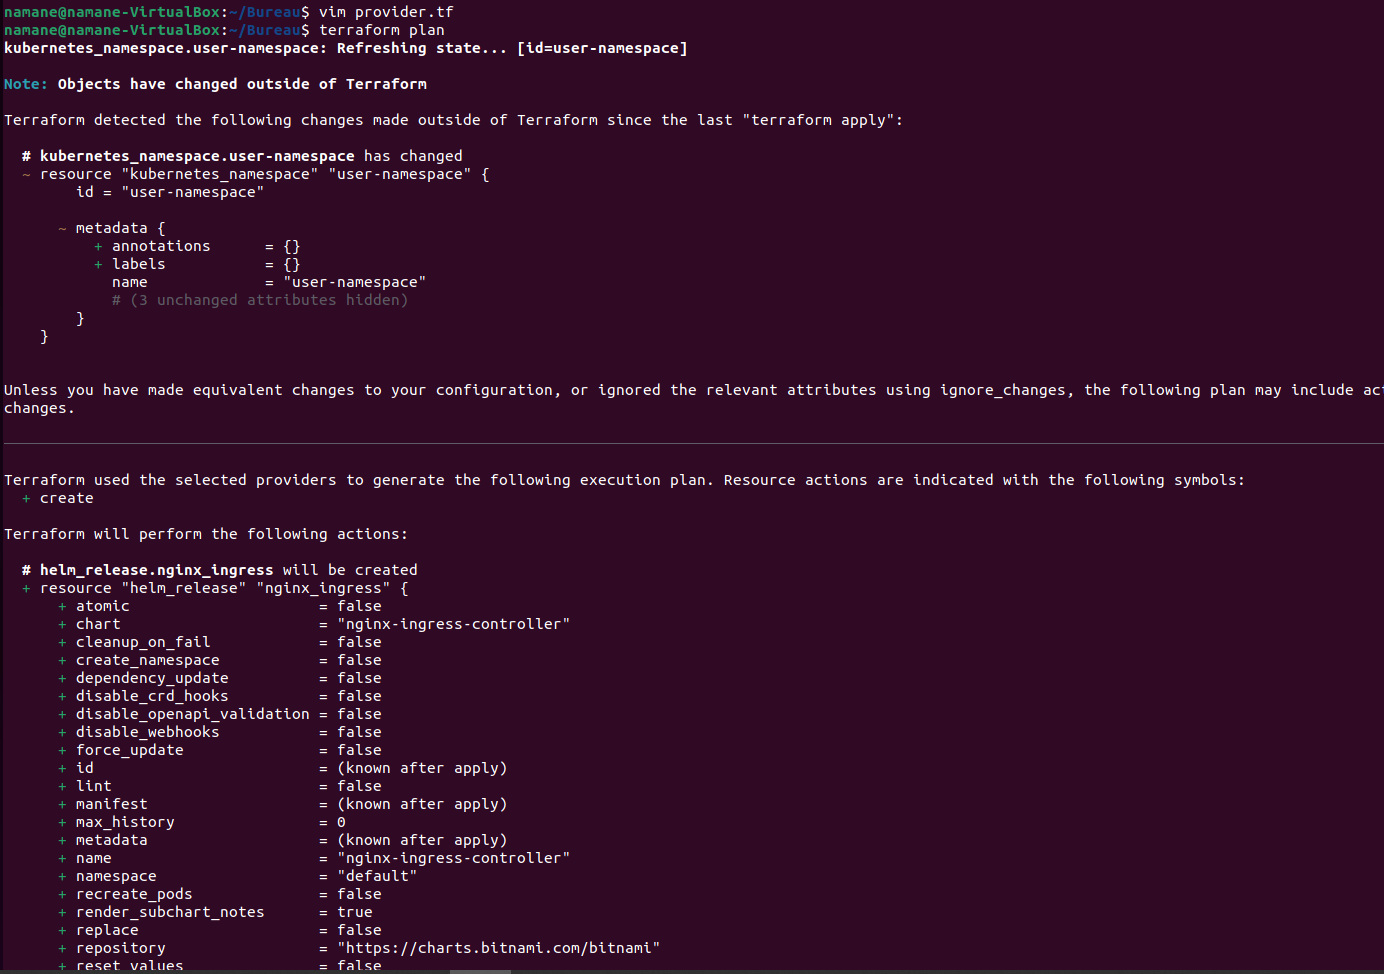 namane@namane-VirtualBox:~/Bureau$ vim provider.tf
namane@namane-VirtualBox:~/Bureau$ terraform plan
kubernetes_namespace.user-namespace: Refreshing state... [id=user-namespace]
Note: Objects have changed outside of Terraform
Terraform detected the following changes made outside of Terraform since the last "terraform apply":
# kubernetes_namespace.user-namespace has changed
~ resource "kubernetes_namespace" "user-namespace" {
id = "user-namespace"
~ metadata {
+ annotations = {}
+ labels = {}
name = "user-namespace"
# (3 unchanged attributes hidden)
}
}
Unless you have made equivalent changes to your configuration, or ignored the relevant attributes using ignore_changes, the following plan may include act
changes.
Terraform used the selected providers to generate the following execution plan. Resource actions are indicated with the following symbols:
+ create
Terraform will perform the following actions:
# helm_release.nginx_ingress will be created
+ resource "helm_release" "nginx_ingress" {
+ atomic = false
+ chart = "nginx-ingress-controller"
+ cleanup_on_fail = false
+ create_namespace = false
+ dependency_update = false
+ disable_crd_hooks = false
+ disable_openapi_validation = false
+ disable_webhooks = false
+ force_update = false
+ id = (known after apply)
+ lint = false
+ manifest = (known after apply)
+ max_history = 0
+ metadata = (known after apply)
+ name = "nginx-ingress-controller"
+ namespace = "default"
+ recreate_pods = false
+ render_subchart_notes = true
+ replace = false
+ repository = "https://charts.bitnami.com/bitnami"
+ reset_values = false